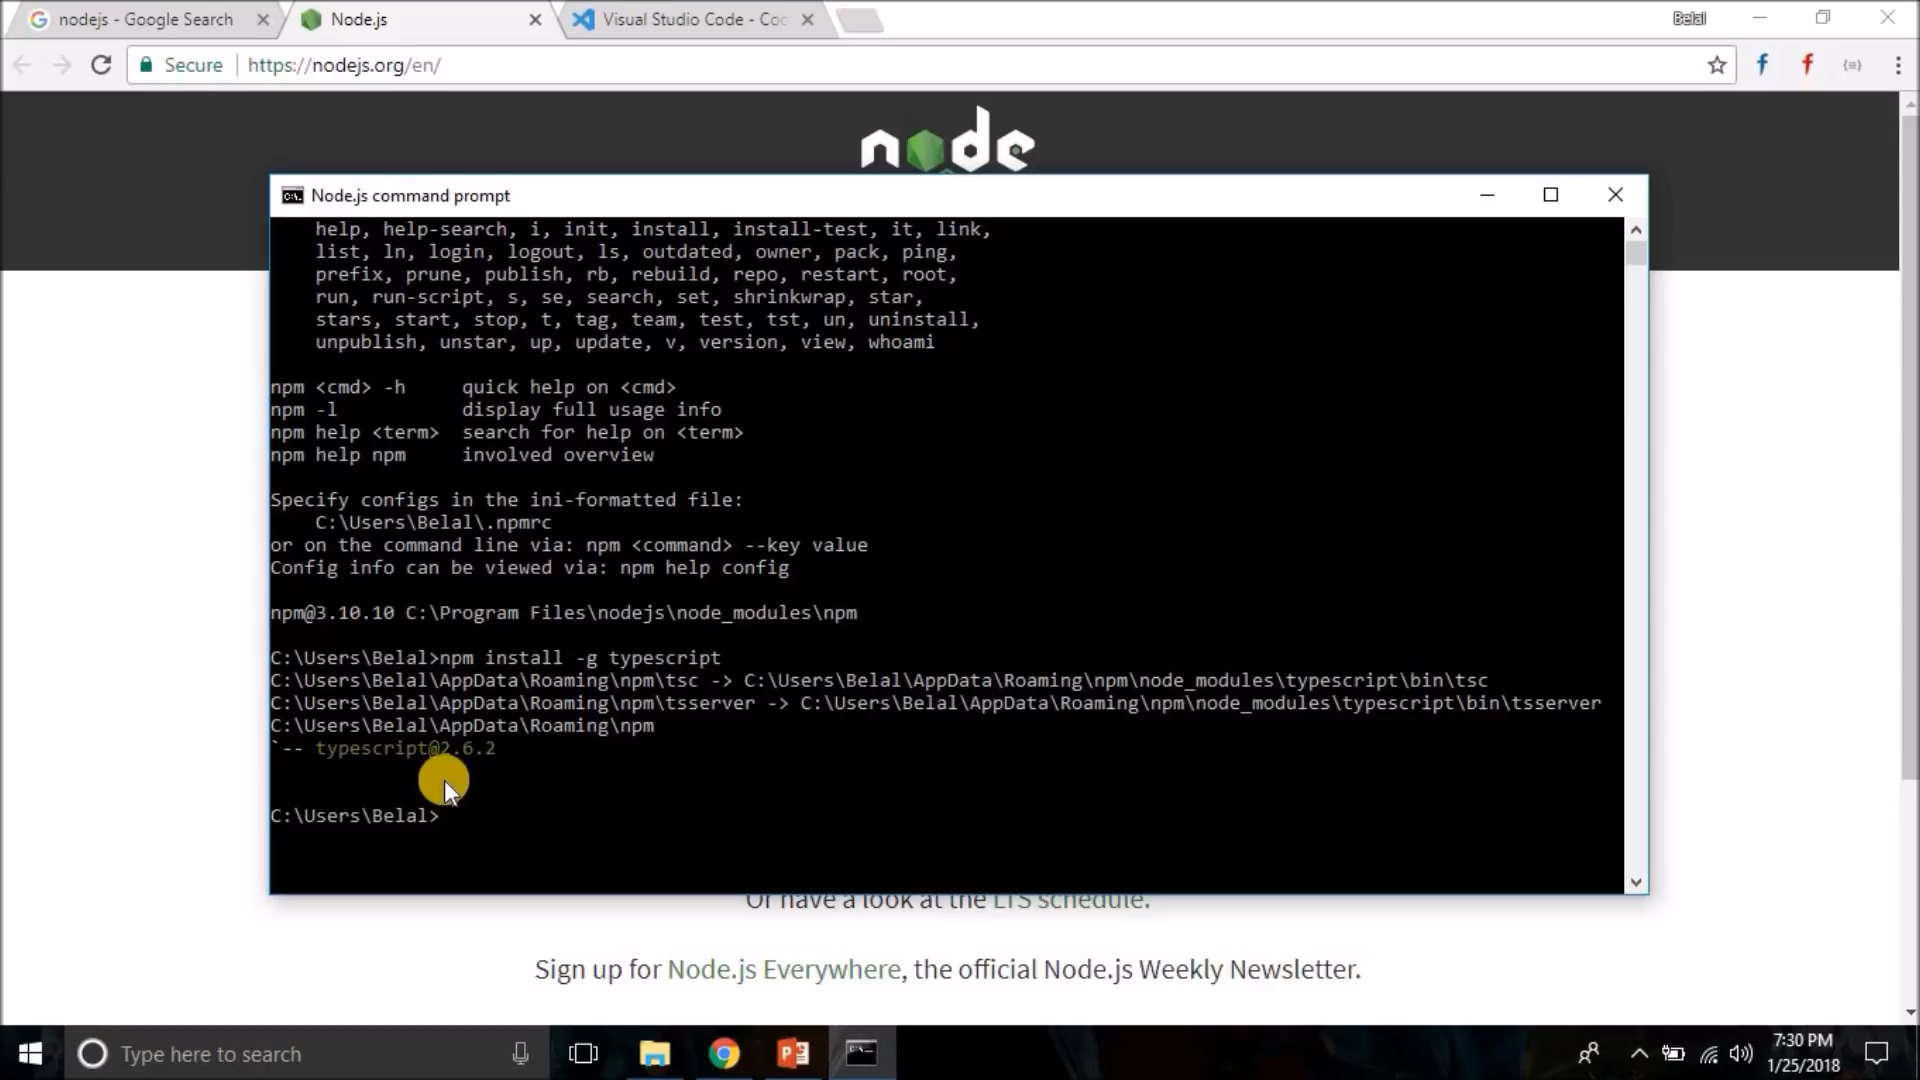 nodejs - Google Search
Node.js
Visual Studio Code - Coc
Belal
Secure
https://nodejs.org/en/
node
Node.js command prompt
help, help-search, i, init, install, install-test, it, link,
list, ln, login, logout, ls, outdated, owner, pack, ping,
prefix, prune, publish, rb, rebuild, repo, restart, root,
run, run-script, s, se, search, set, shrinkwrap, star,
stars, start, stop, t, tag, team, test, tst, un, uninstall,
unpublish, unstar, up, update, v, version, view, whoami
npm <cmd> -h     quick help on <cmd>
npm -l           display full usage info
npm help <term>  search for help on <term>
npm help npm     involved overview
Specify configs in the ini-formatted file:
C:\Users\Belal\.npmrc
or on the command line via: npm <command> --key value
Config info can be viewed via: npm help config
npm@3.10.10 C:\Program Files\nodejs\node_modules\npm
C:\Users\Belal>npm install -g typescript
C:\Users\Belal\AppData\Roaming\npm\tsc -> C:\Users\Belal\AppData\Roaming\npm\node_modules\typescript\bin\tsc
C:\Users\Belal\AppData\Roaming\npm\tsserver -> C:\Users\Belal\AppData\Roaming\npm\node_modules\typescript\bin\tsserver
C:\Users\Belal\AppData\Roaming\npm
`-- typescript@2.6.2
C:\Users\Belal>
Or have a look at the LTS schedule.
Sign up for Node.js Everywhere, the official Node.js Weekly Newsletter.
Type here to search
7:30 PM
1/25/2018